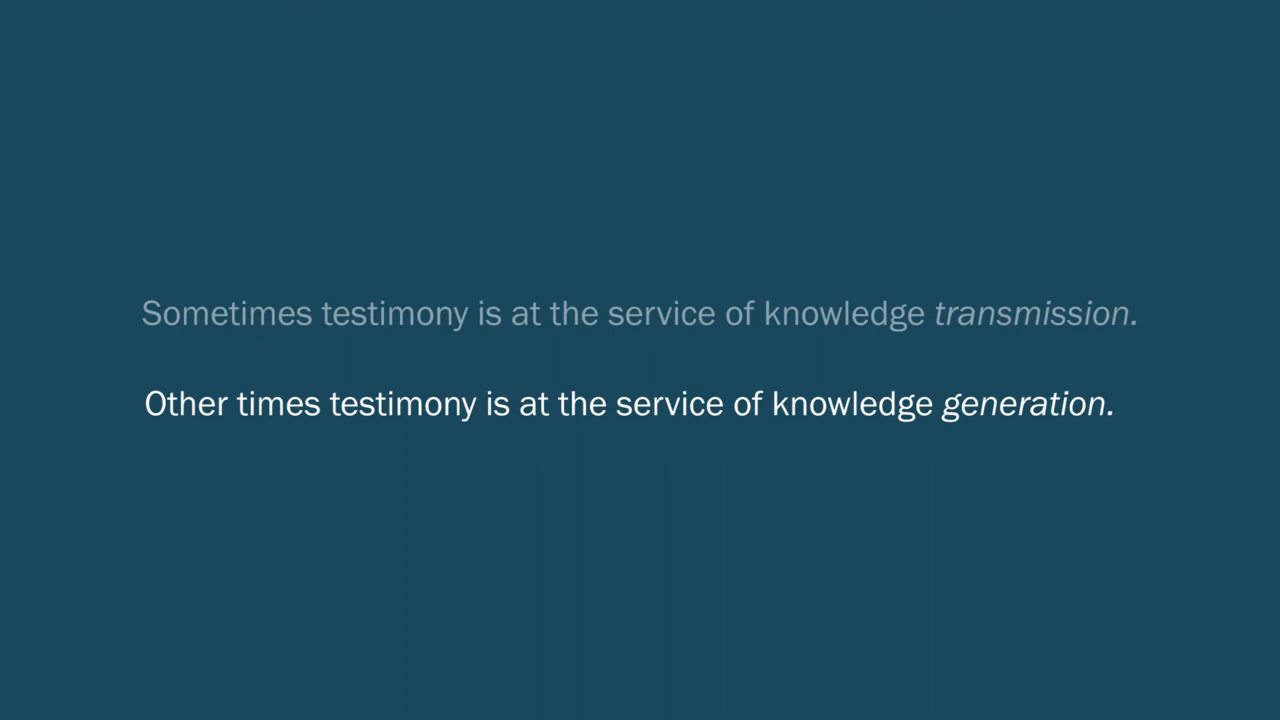 Sometimes testimony is at the service of knowledge transmission.
Other times testimony is at the service of knowledge generation.